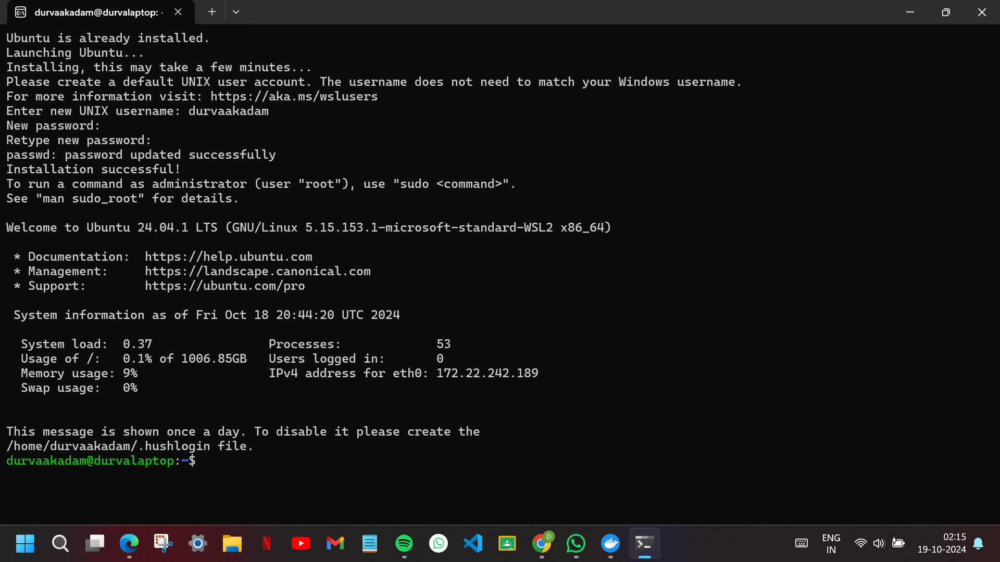 durvaakadam@durvalaptop: ~
Ubuntu is already installed.
Launching Ubuntu...
Installing, this may take a few minutes...
Please create a default UNIX user account. The username does not need to match your Windows username.
For more information visit: https://aka.ms/wslusers
Enter new UNIX username: durvaakadam
New password:
Retype new password:
passwd: password updated successfully
Installation successful!
To run a command as administrator (user "root"), use "sudo <command>".
See "man sudo_root" for details.
Welcome to Ubuntu 24.04.1 LTS (GNU/Linux 5.15.153.1-microsoft-standard-WSL2 x86_64)
* Documentation:  https://help.ubuntu.com
* Management:     https://landscape.canonical.com
* Support:        https://ubuntu.com/pro
System information as of Fri Oct 18 20:44:20 UTC 2024
System load:  0.37                Processes:             53
Usage of /:   0.1% of 1006.85GB   Users logged in:       0
Memory usage: 9%                  IPv4 address for eth0: 172.22.242.189
Swap usage:   0%
This message is shown once a day. To disable it please create the
/home/durvaakadam/.hushlogin file.
durvaakadam@durvalaptop:~$
D
ENG
IN
02:15
19-10-2024